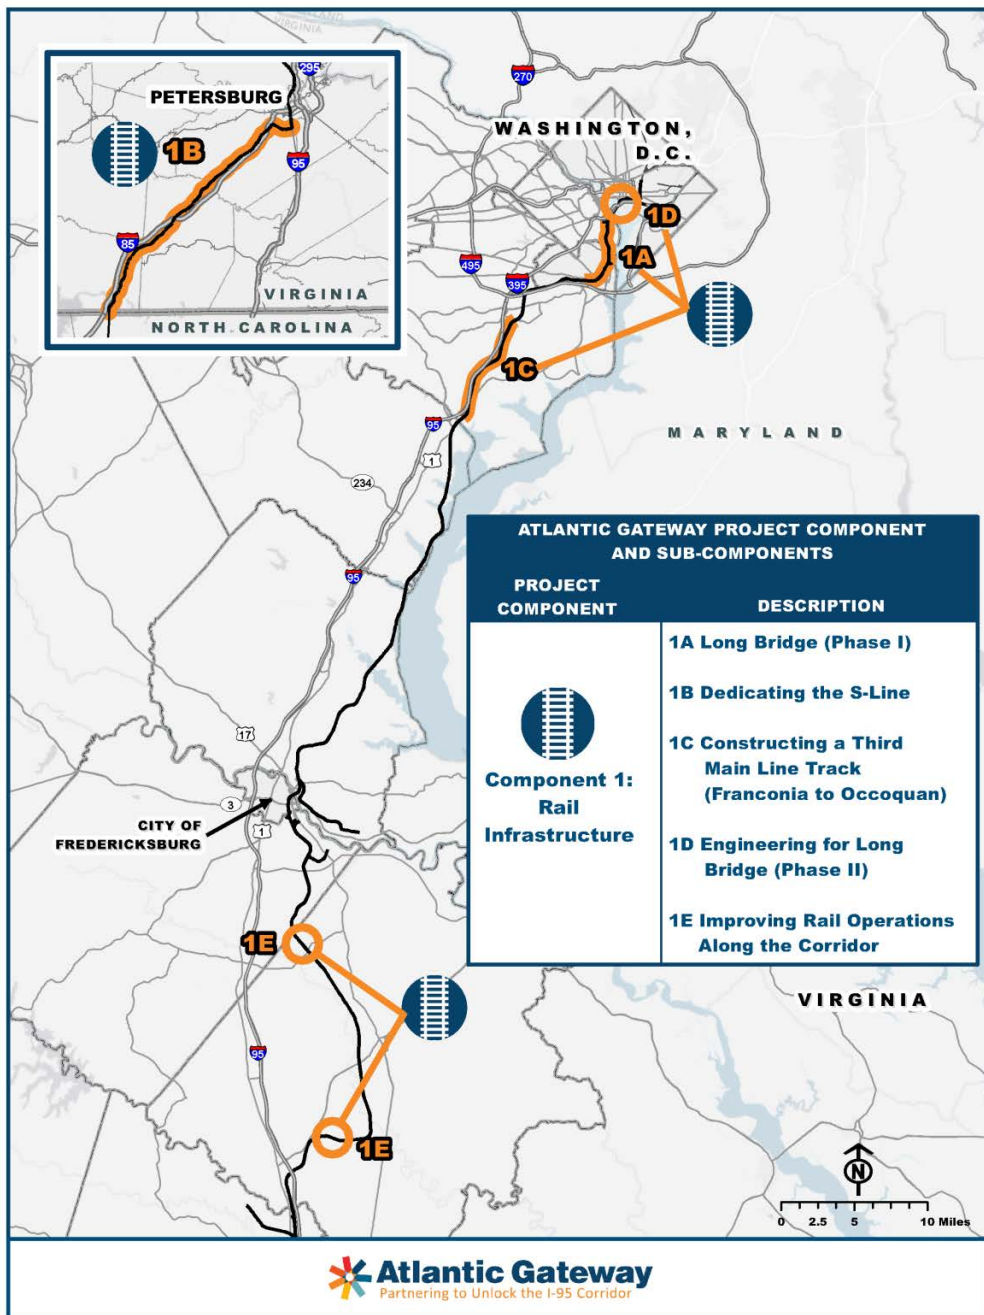 295
PETERSBURG
1B
95
85
VIRGINIA
NORTH CAROLINA
270
WASHINGTON,
D.C.
1D
1A
495
395
1C
95
1
MARYLAND
234
95
ATLANTIC GATEWAY PROJECT COMPONENT
AND SUB-COMPONENTS
PROJECT
COMPONENT
DESCRIPTION
Component 1:
Rail
Infrastructure
1A Long Bridge (Phase I)
1B Dedicating the S-Line
1C Constructing a Third
Main Line Track
(Franconia to Occoquan)
1D Engineering for Long
Bridge (Phase II)
1E Improving Rail Operations
Along the Corridor
17
3
1
CITY OF
FREDERICKSBURG
1E
VIRGINIA
95
1E
N
0 2.5 5 10 Miles
Atlantic Gateway
Partnering to Unlock the I-95 Corridor